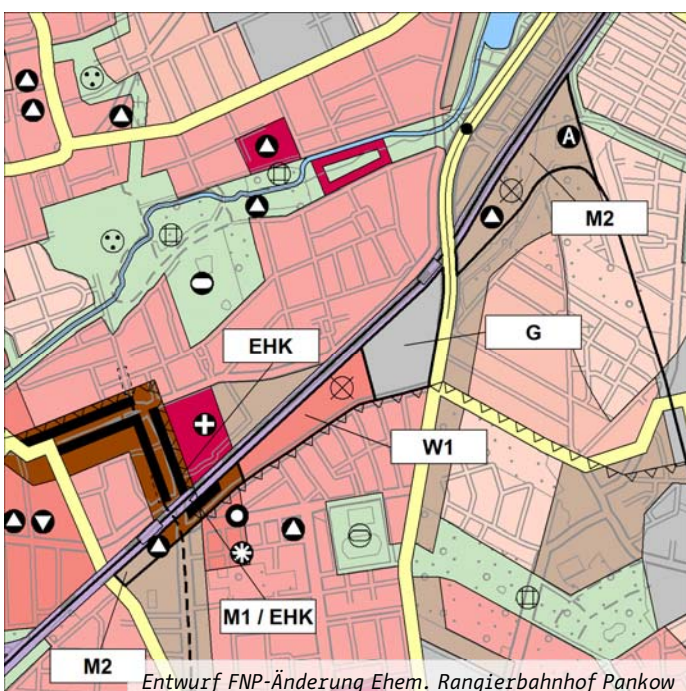 A
M2
EHK
G
W1
M1 / EHK
M2
Entwurf FNP-Änderung Ehem. Rangierbahnhof Pankow